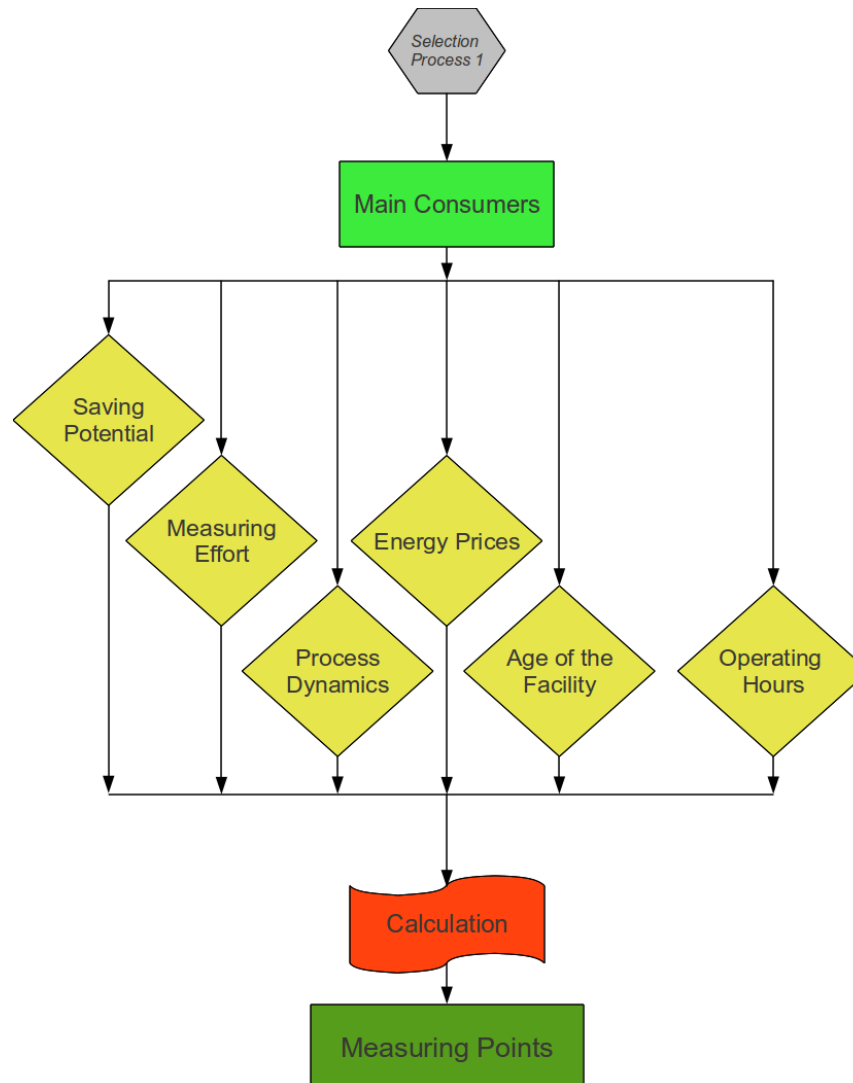 Selection
Process 1
Main Consumers
Saving
Potential
Measuring
Effort
Energy Prices
Process
Dynamics
Age of the
Facility
Operating
Hours
Calculation
Measuring Points